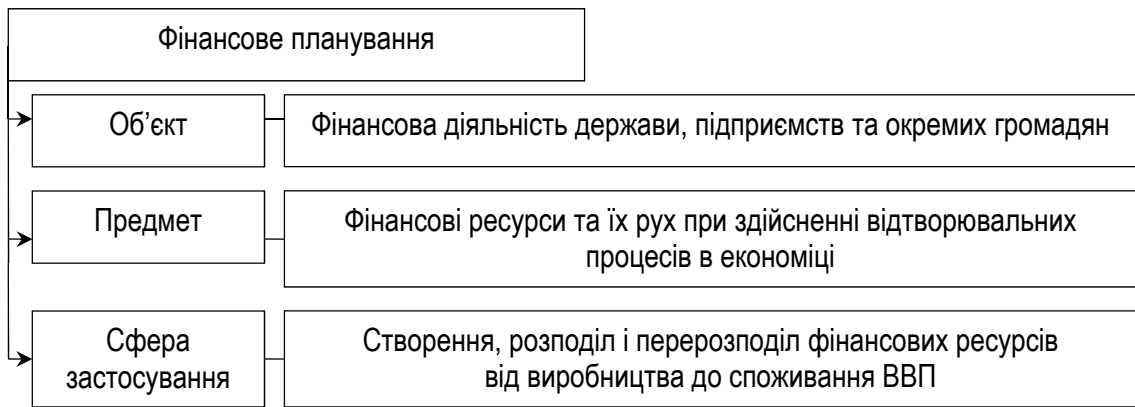 Фінансове планування
Об’єкт
Фінансова діяльність держави, підприємств та окремих громадян
Предмет
Фінансові ресурси та їх рух при здійсненні відтворювальних
процесів в економіці
Сфера
застосування
Створення, розподіл і перерозподіл фінансових ресурсів
від виробництва до споживання ВВП